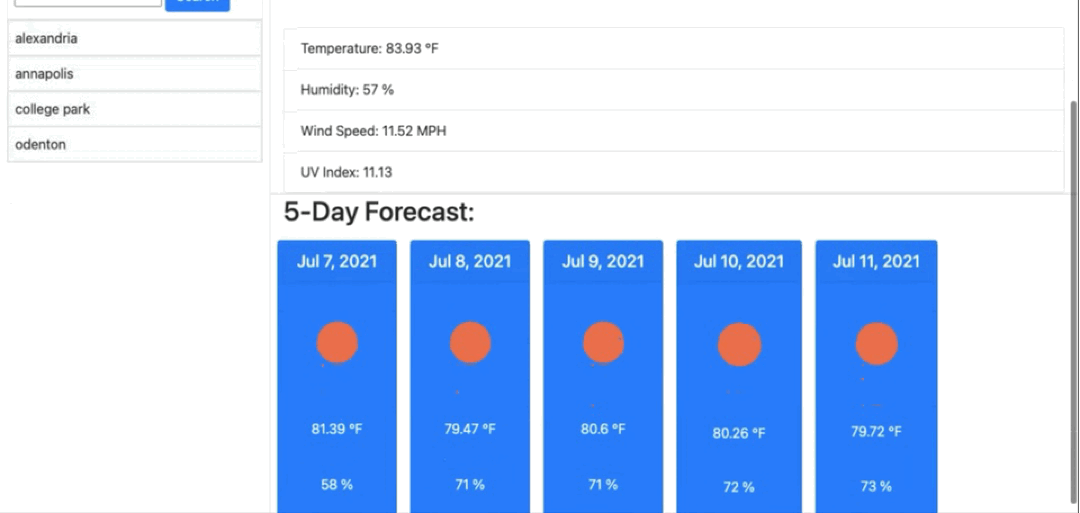 Search
alexandria
annapolis
college park
odenton
Temperature: 83.93 °F
Humidity: 57 %
Wind Speed: 11.52 MPH
UV Index: 11.13
5-Day Forecast:
Jul 7, 2021 Jul 8, 2021 Jul 9, 2021 Jul 10, 2021 Jul 11, 2021
81.39 °F 79.47 °F 80.6 °F 80.26 °F 79.72 °F
58 % 71 % 71 % 72 % 73 %